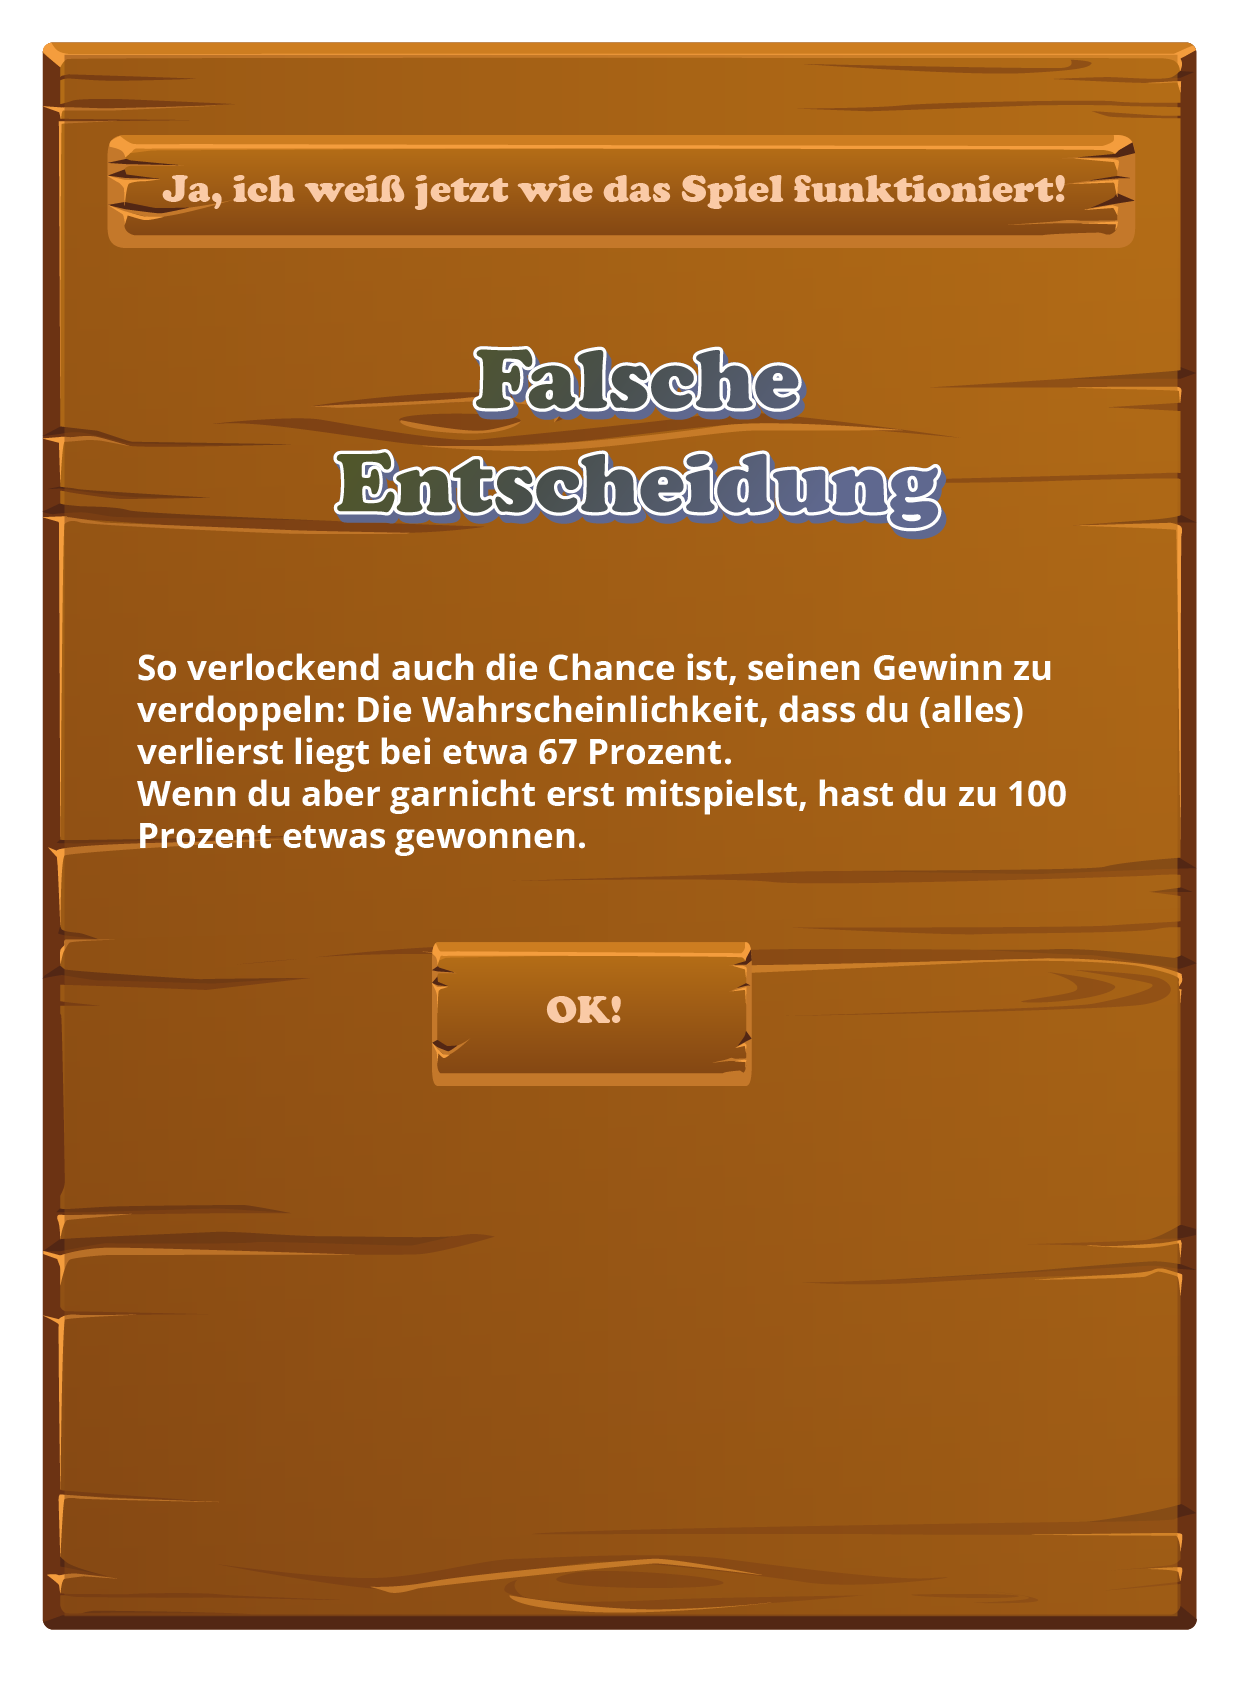 Ja, ich weiß jetzt wie das Spiel funktioniert!
Falsche
Entscheidung
So verlockend auch die Chance ist, seinen Gewinn zu
verdoppeln: Die Wahrscheinlichkeit, dass du (alles)
verlierst liegt bei etwa 67 Prozent.
Wenn du aber garnicht erst mitspielst, hast du zu 100
Prozent etwas gewonnen.
OK!